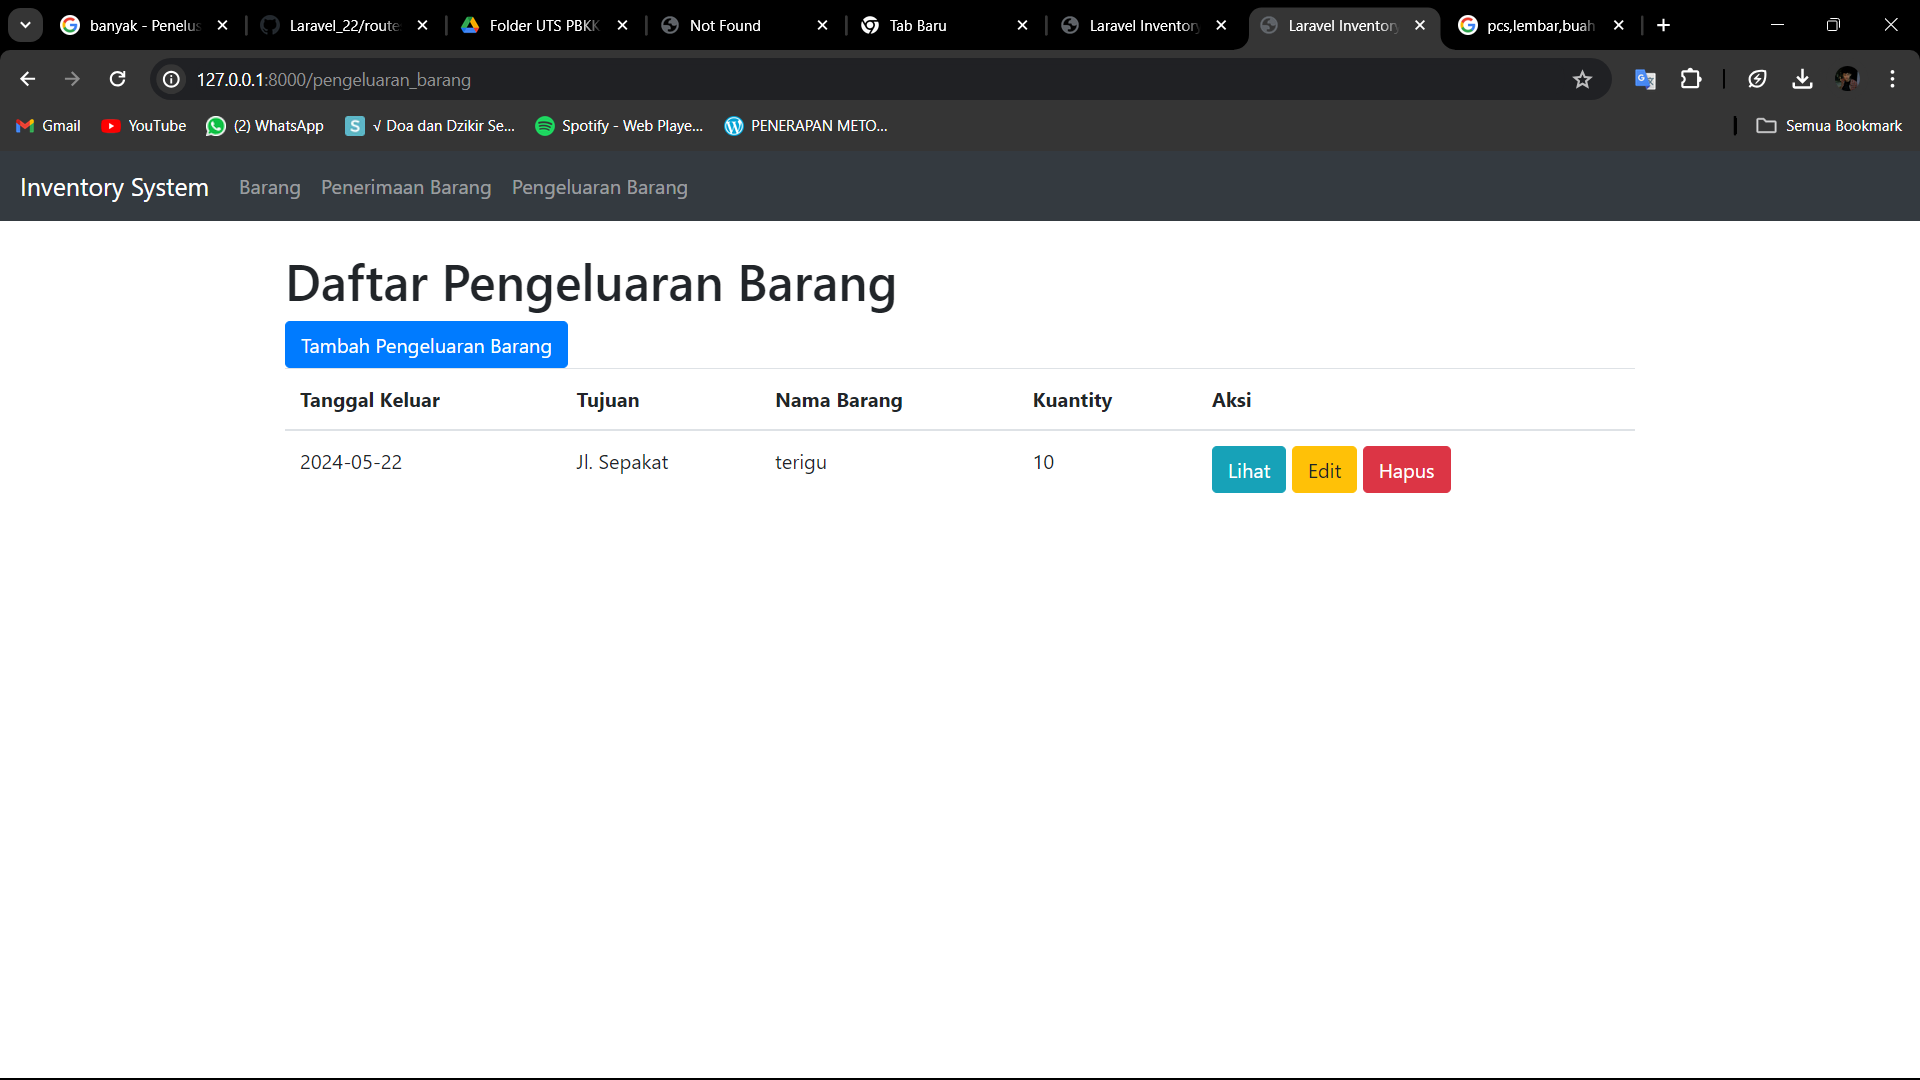 banyak - Penelus
Laravel_22/route
Folder UTS PBKK
Not Found
Tab Baru
Laravel Inventory
Laravel Inventory
pcs,lembar,buah
127.0.0.1:8000/pengeluaran_barang
Gmail
YouTube
(2) WhatsApp
√ Doa dan Dzikir Se...
Spotify - Web Playe...
PENERAPAN METO...
Semua Bookmark
Inventory System Barang Penerimaan Barang Pengeluaran Barang
Daftar Pengeluaran Barang
Tambah Pengeluaran Barang
Tanggal Keluar Tujuan Nama Barang Kuantity Aksi
2024-05-22 Jl. Sepakat terigu 10 Lihat Edit Hapus